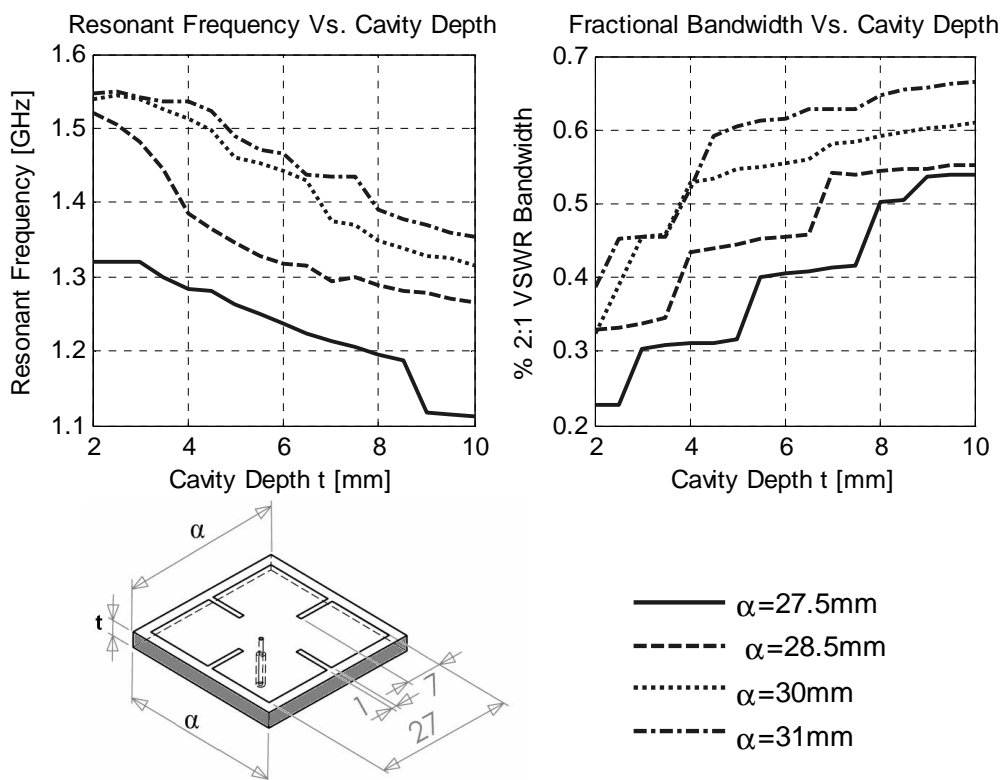 Resonant Frequency Vs. Cavity Depth
Resonant Frequency [GHz]
1.6
1.5
1.4
1.3
1.2
1.1
2 4 6 8 10
Cavity Depth t [mm]
Fractional Bandwidth Vs. Cavity Depth
% 2:1 VSWR Bandwidth
0.7
0.6
0.5
0.4
0.3
0.2
2 4 6 8 10
Cavity Depth t [mm]
α
t
α
1
7
27
α=27.5mm
α=28.5mm
α=30mm
α=31mm